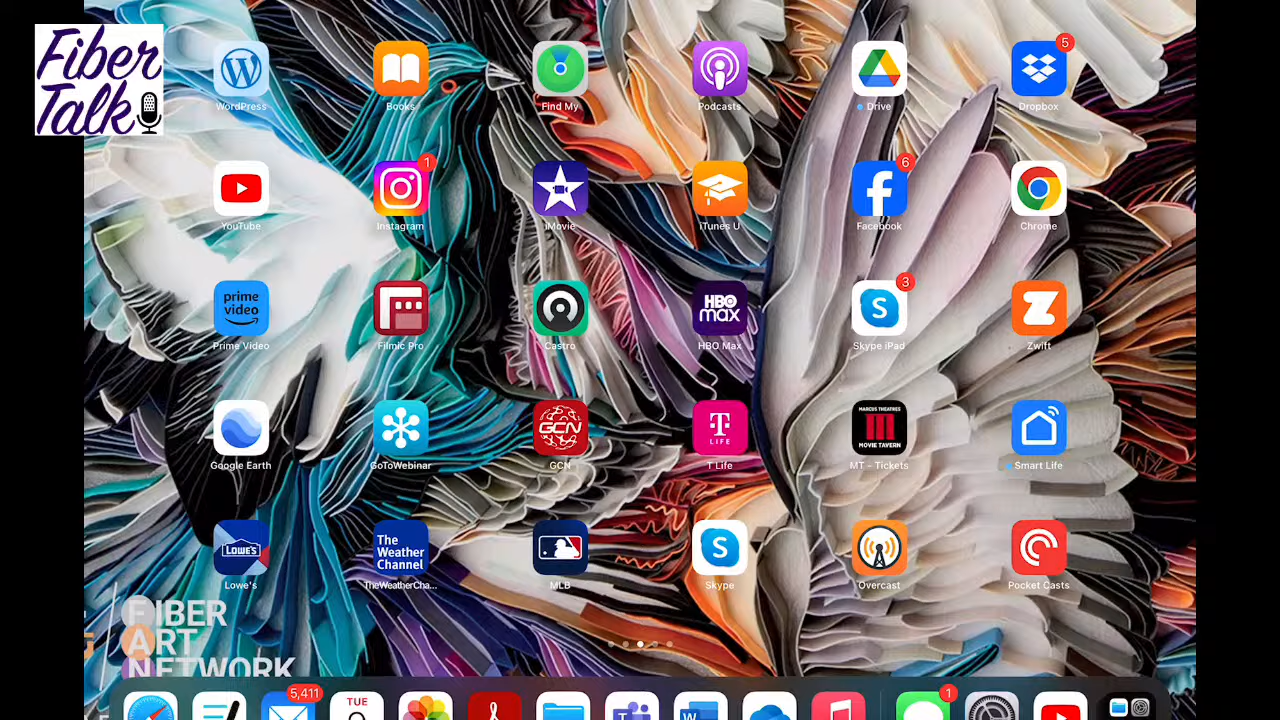 Fiber
Talk
WordPress
Books
Find My
Podcasts
Drive
5
Dropbox
YouTube
1
Instagram
iMovie
iTunes U
6
Facebook
Chrome
prime
video
Prime Video
Filmic Pro
Castro
HBO
max
HBO Max
3
Skype iPad
Zwift
Google Earth
GoToWebinar
GCN
GCN
T
LIFE
T Life
MARCUS THEATRES
MOVIE TAVERN
MT - Tickets
Smart Life
LOWE'S
Lowe's
The
Weather
Channel
TheWeatherCha...
MLB
Skype
Overcast
Pocket Casts
FIBER
ART
NETWORK
5,411
TUE
1